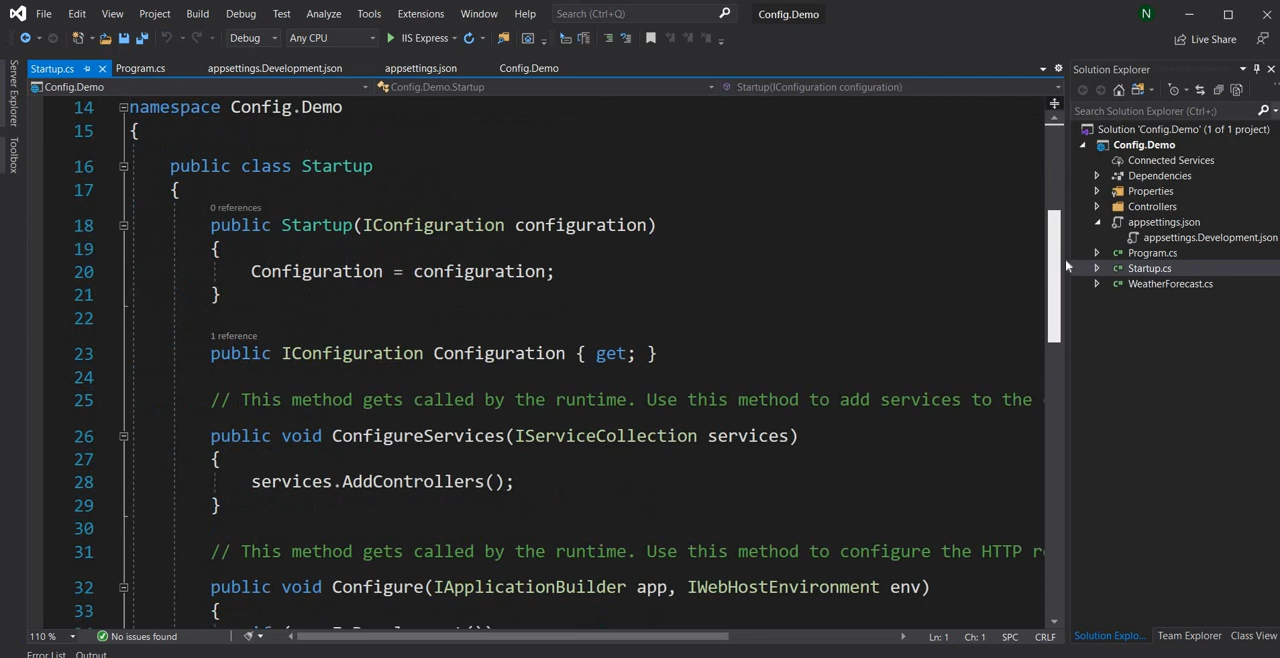 File Edit View Project Build Debug Test Analyze Tools Extensions Window Help Search (Ctrl+Q) Config.Demo N
Debug Any CPU IIS Express Live Share
Startup.cs Program.cs appsettings.Development.json appsettings.json Config.Demo
Config.Demo Config.Demo.Startup Startup(IConfiguration configuration)
Server Explorer
Toolbox
14 namespace Config.Demo
15 {
16 public class Startup
17 {
0 references
18 public Startup(IConfiguration configuration)
19 {
20 Configuration = configuration;
21 }
22
1 reference
23 public IConfiguration Configuration { get; }
24
25 // This method gets called by the runtime. Use this method to add services to the
26 public void ConfigureServices(IServiceCollection services)
27 {
28 services.AddControllers();
29 }
30
31 // This method gets called by the runtime. Use this method to configure the HTTP
32 public void Configure(IApplicationBuilder app, IWebHostEnvironment env)
33 {
110 % No issues found Ln: 1 Ch: 1 SPC CRLF
Error List Output
Solution Explorer
Search Solution Explorer (Ctrl+;)
Solution 'Config.Demo' (1 of 1 project)
Config.Demo
Connected Services
Dependencies
Properties
Controllers
appsettings.json
appsettings.Development.json
C# Program.cs
C# Startup.cs
C# WeatherForecast.cs
Solution Explo... Team Explorer Class View